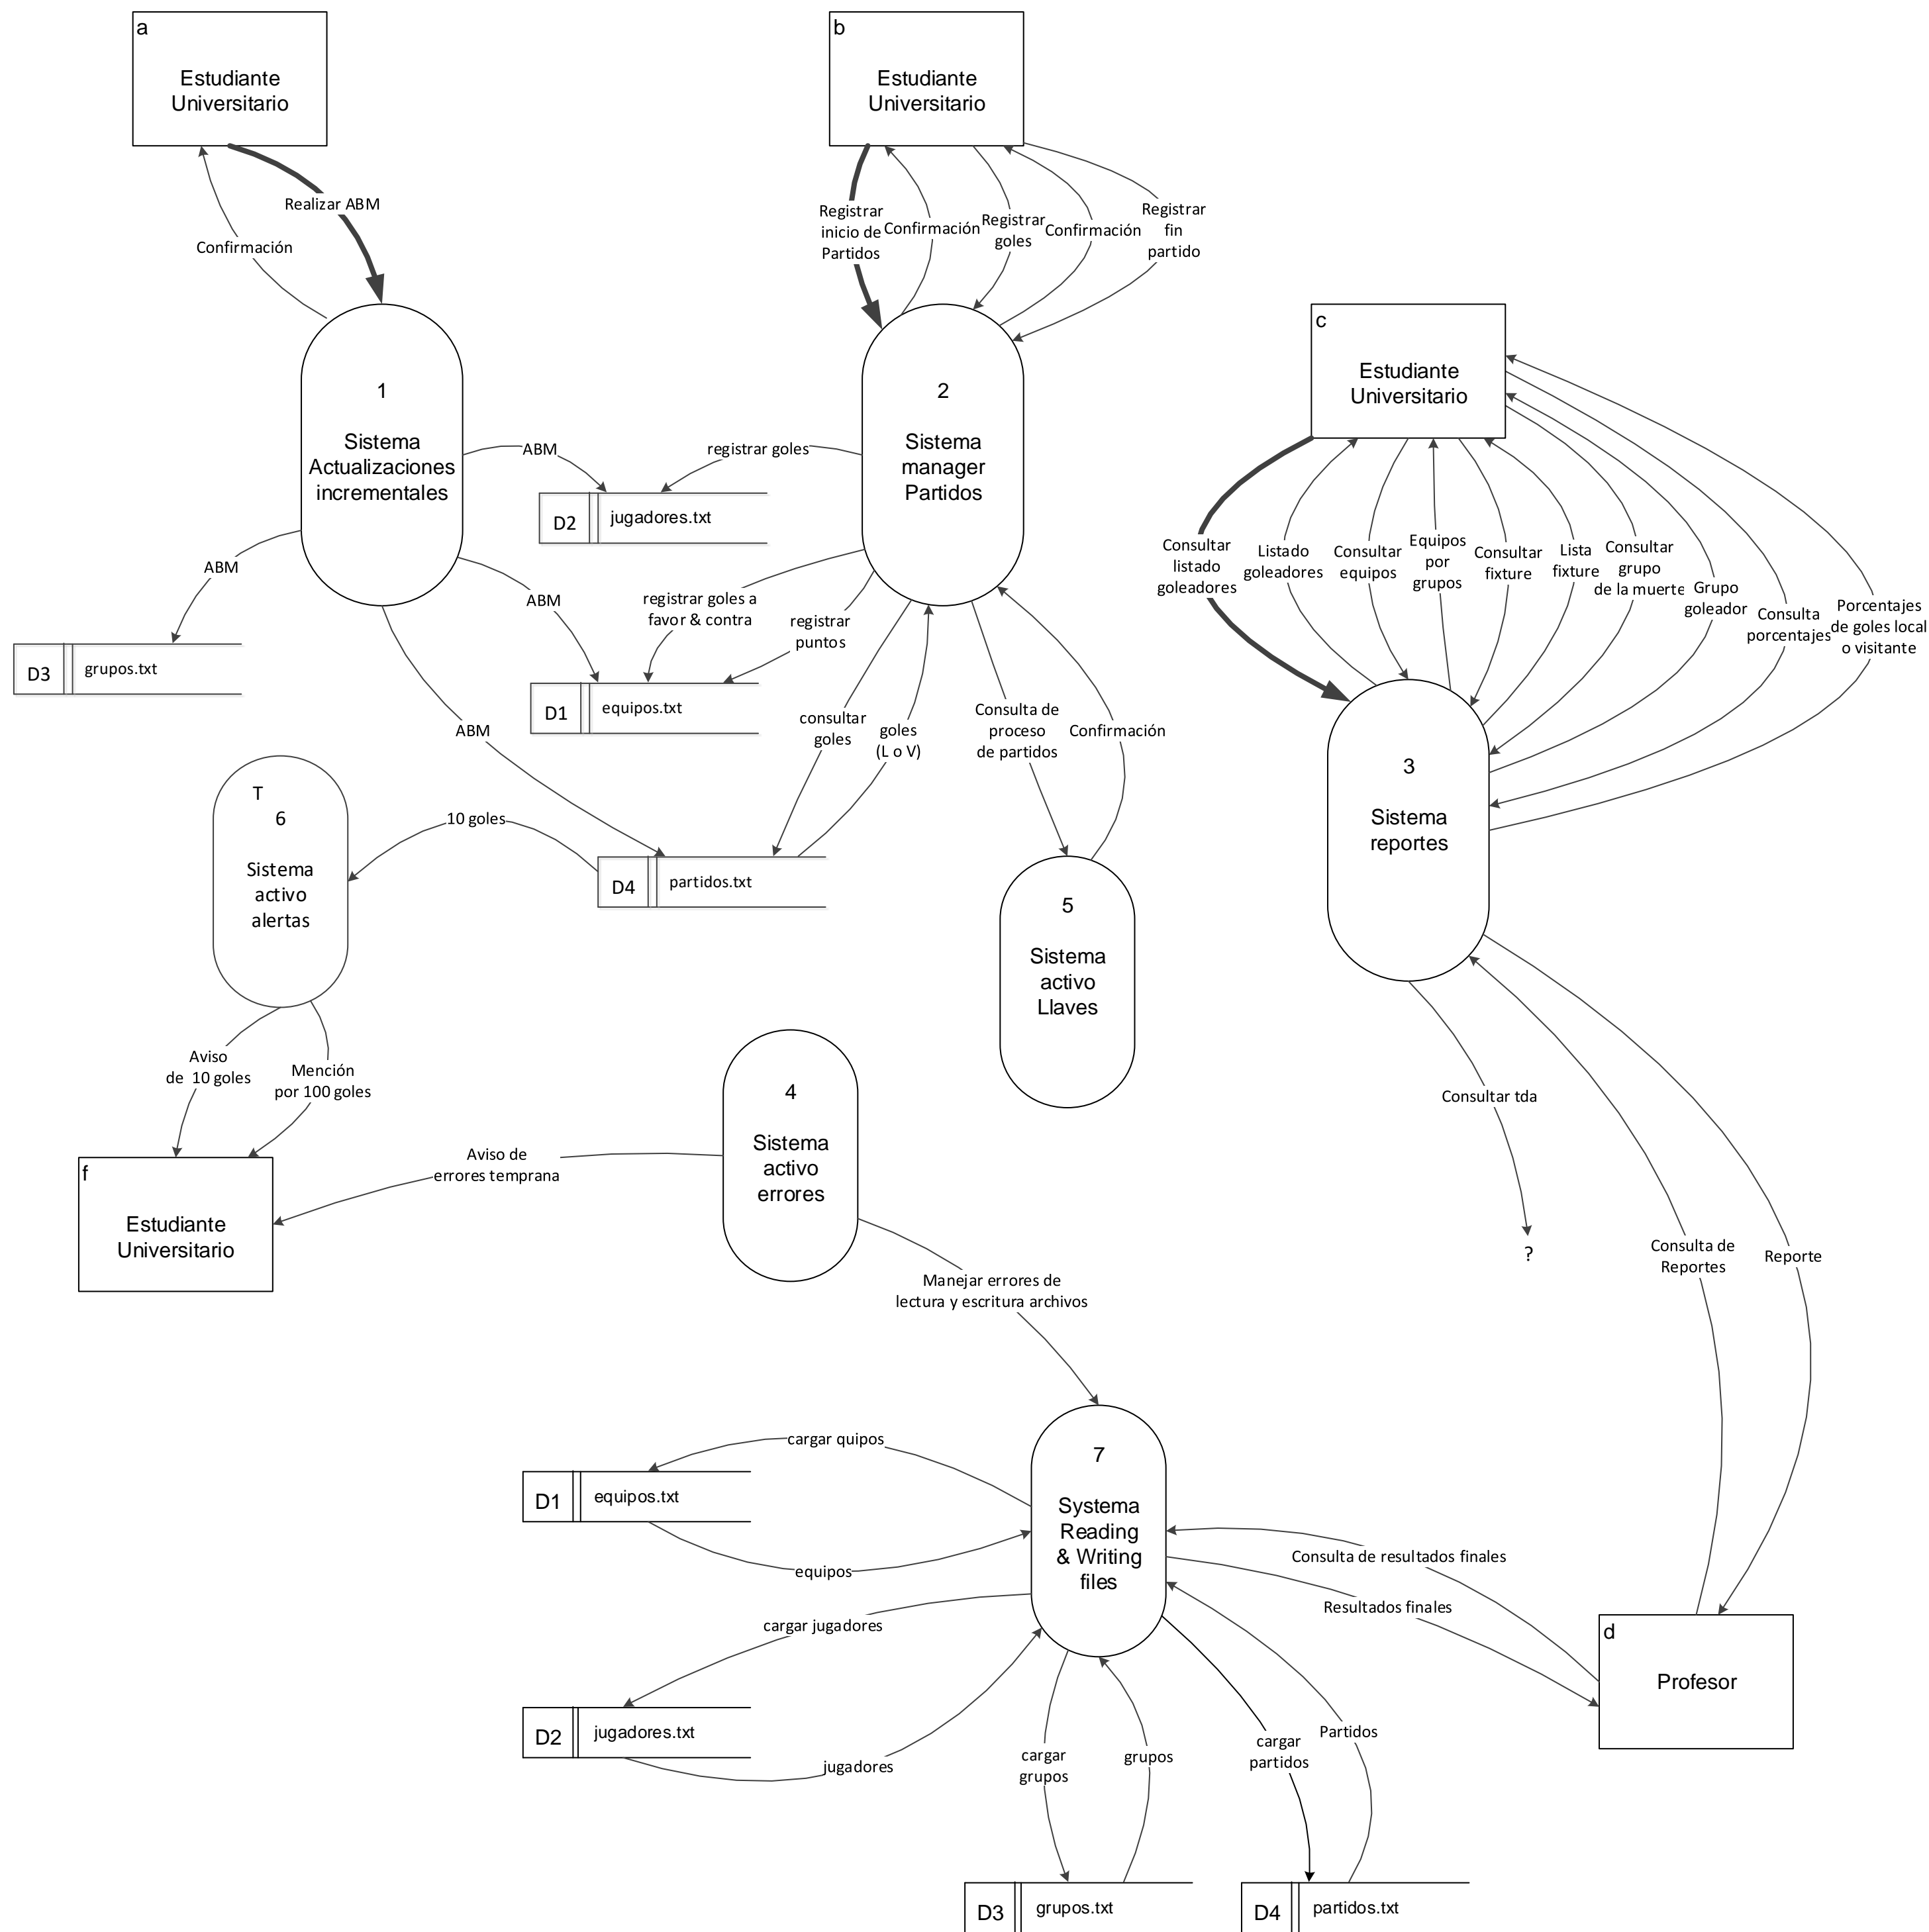 a
Estudiante
Universitario
b
Estudiante
Universitario
Realizar ABM
Confirmación
Registrar
inicio de
Partidos
Confirmación
Registrar
goles
Confirmación
Registrar
fin
partido
c
Estudiante
Universitario
1
Sistema
Actualizaciones
incrementales
2
Sistema
manager
Partidos
ABM
registrar goles
D2
jugadores.txt
ABM
ABM
registrar goles a
favor & contra
registrar
puntos
D3
grupos.txt
D1
equipos.txt
ABM
consultar
goles
goles
(L o V)
Consulta de
proceso
de partidos
Confirmación
Consultar
listado
goleadores
Listado
goleadores
Consultar
equipos
Equipos
por
grupos
Consultar
fixture
Lista
fixture
Consultar
grupo
de la muerte
Grupo
goleador
Consulta
porcentajes
Porcentajes
de goles local
o visitante
T
6
Sistema
activo
alertas
10 goles
D4
partidos.txt
3
Sistema
reportes
5
Sistema
activo
Llaves
Aviso
de 10 goles
Mención
por 100 goles
4
Sistema
activo
errores
Aviso de
errores temprana
f
Estudiante
Universitario
Consultar tda
?
Consulta de
Reportes
Reporte
Manejar errores de
lectura y escritura archivos
7
Systema
Reading
& Writing
files
cargar quipos
D1
equipos.txt
equipos
cargar jugadores
D2
jugadores.txt
jugadores
Consulta de resultados finales
Resultados finales
d
Profesor
cargar
grupos
grupos
cargar
partidos
Partidos
D3
grupos.txt
D4
partidos.txt